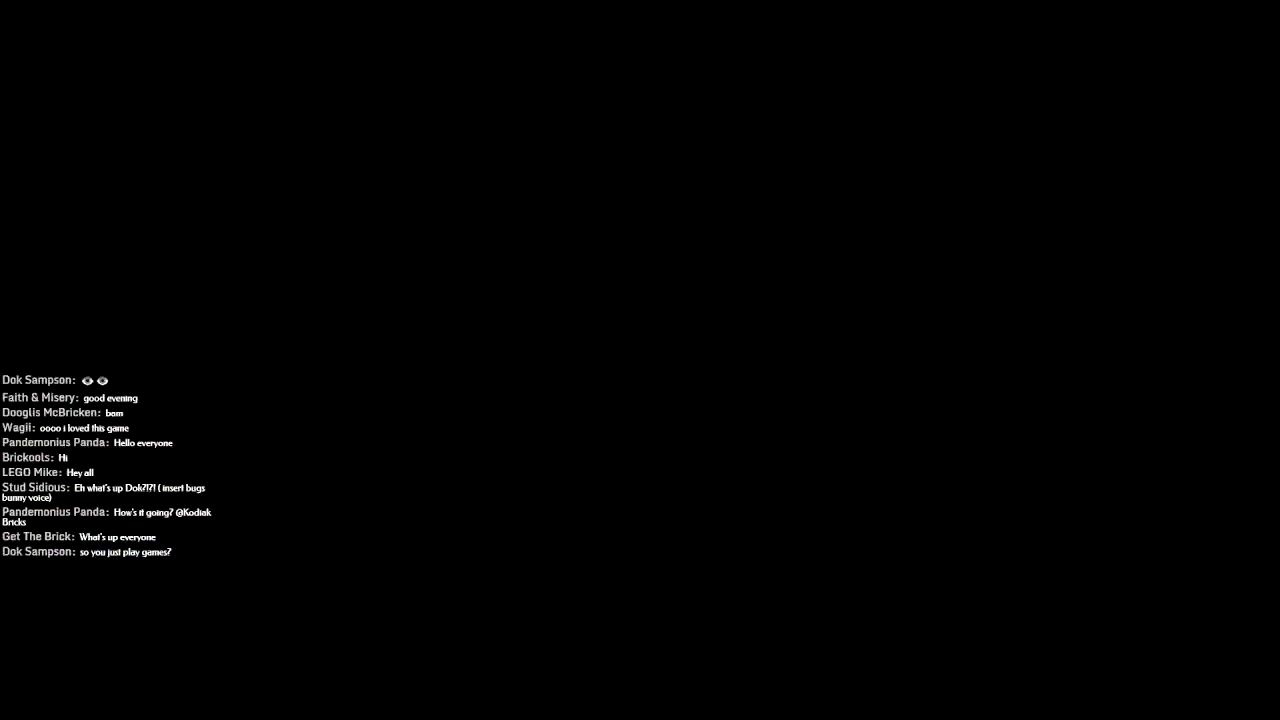 Dok Sampson: 👁👁
Faith & Misery: good evening
Dooglis McBricken: bam
Wagii: oooo i loved this game
Pandemonius Panda: Hello everyone
Brickools: Hi
LEGO Mike: Hey all
Stud Sidious: Eh what's up Dok?!?! ( insert bugs
bunny voice)
Pandemonius Panda: How's it going? @Kodiak
Bricks
Get The Brick: What's up everyone
Dok Sampson: so you just play games?